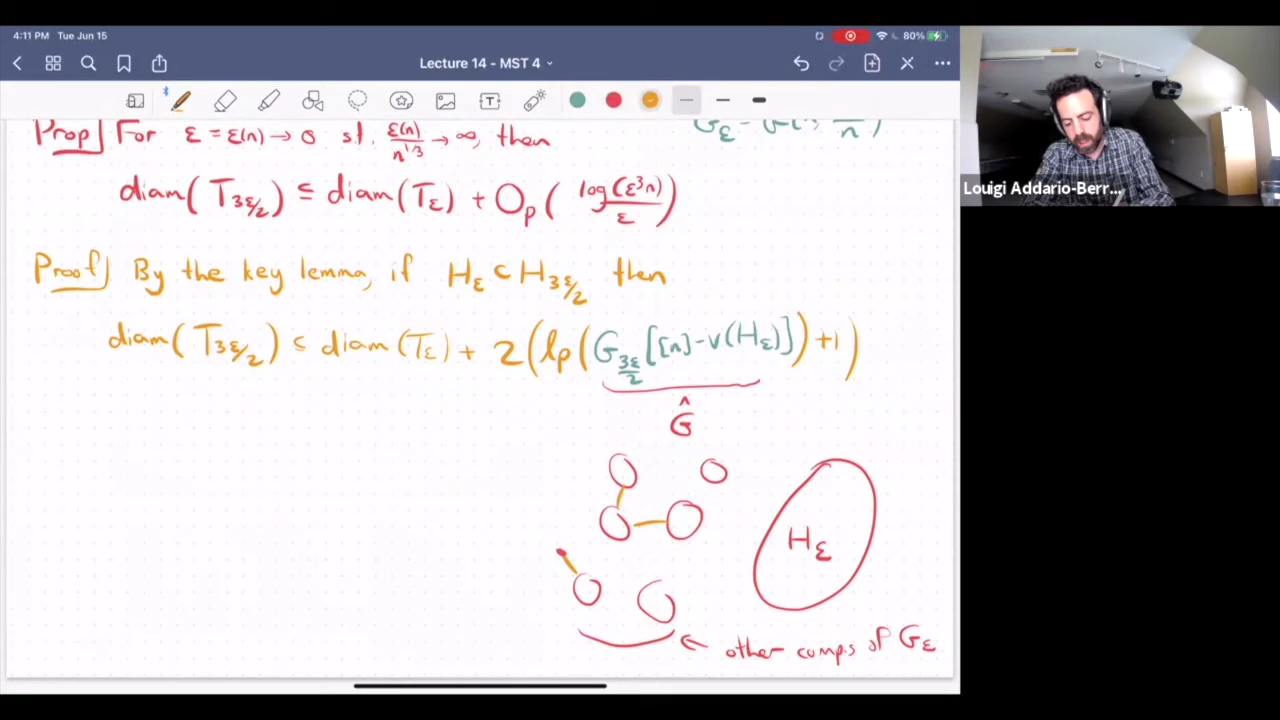 4:11 PM Tue Jun 15
80%
Lecture 14 - MST 4
Prop] For ε = ε(n) → 0 s.t. ε(n)/n^{1/3} → ∞, then
diam(T_{3ε/2}) ≤ diam(T_ε) + O_p(log(ε³n)/ε)
Proof] By the key lemma, if H_ε ⊂ H_{3ε/2} then
diam(T_{3ε/2}) ≤ diam(T_ε) + 2(lp(G_{3ε/2}[[n]-v(H_ε)])+1)
Ĝ
H_ε
← other comps of G_ε
Louigi Addario-Berr...